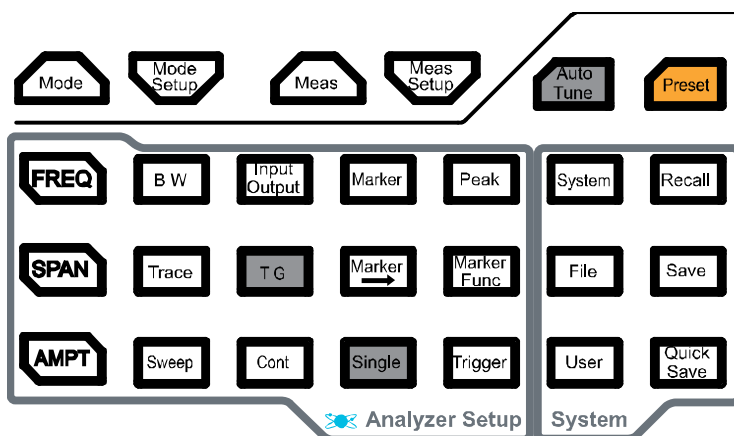 Mode
Mode
Setup
Meas
Meas
Setup
Auto
Tune
Preset
FREQ
B W
Input
Output
Marker
Peak
System
Recall
SPAN
Trace
T G
Marker
Marker
Func
File
Save
AMPT
Sweep
Cont
Single
Trigger
User
Quick
Save
Analyzer Setup
System